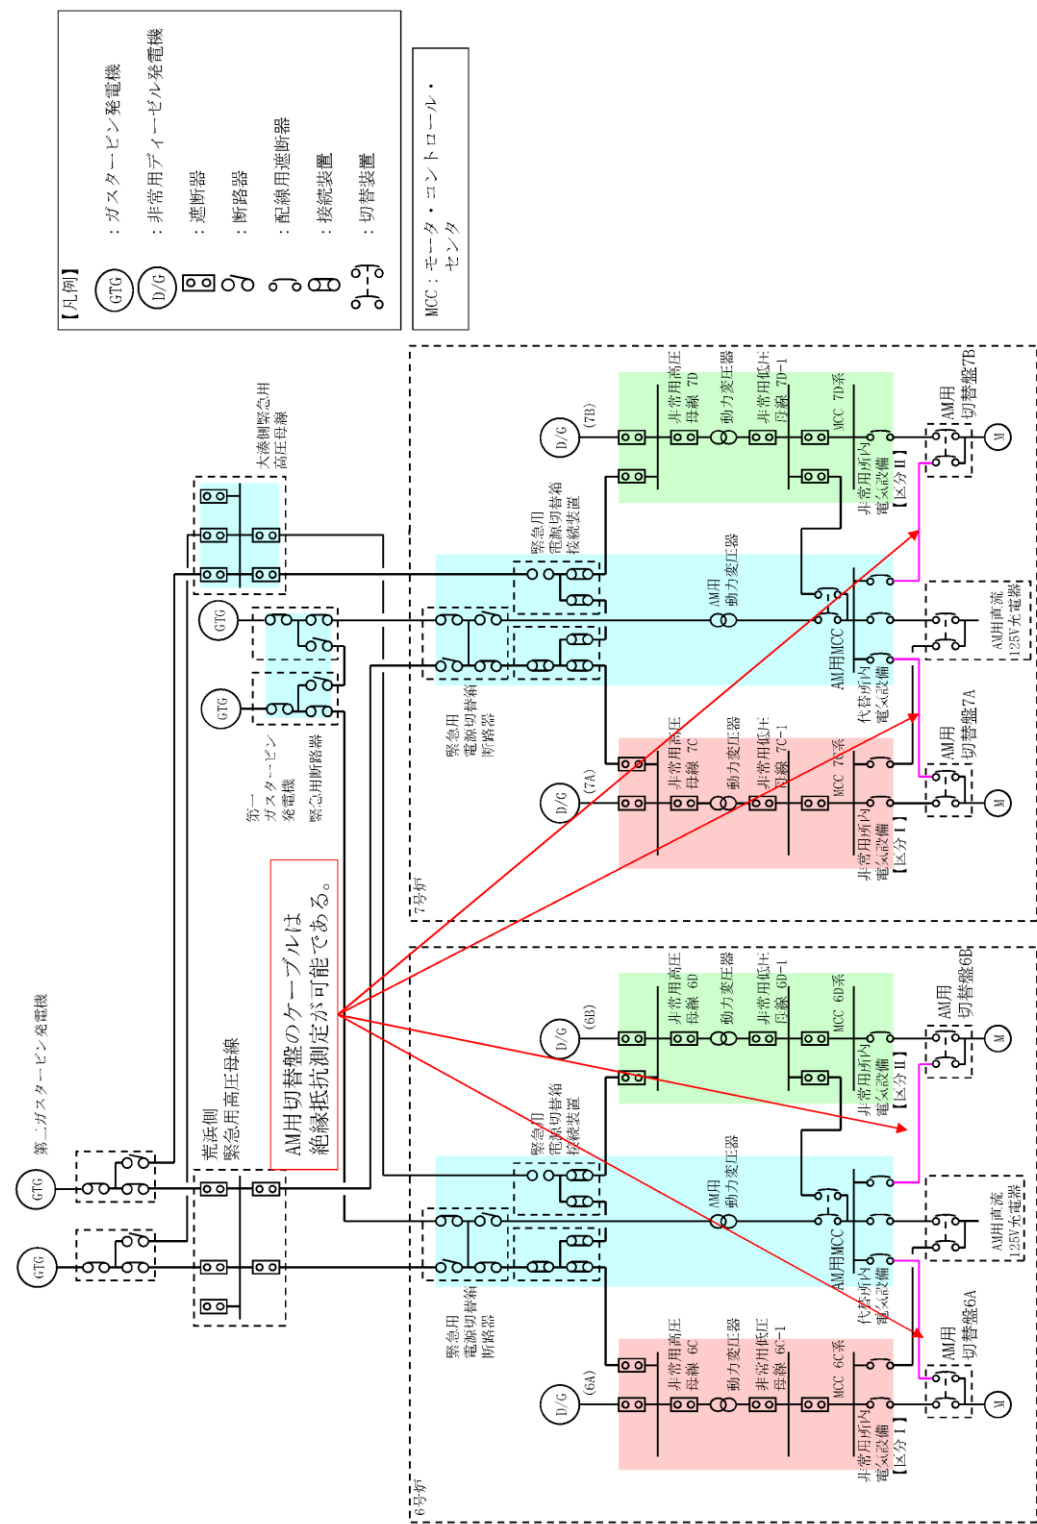 【凡例】
GTG
：ガスタービン発電機
D/G
：非常用ディーゼル発電機
：遮断器
：断路器
：配線用遮断器
：接続装置
：切替装置
MCC：モータ・コントロール・
センタ
第二ガスタービン発電機
GTG
GTG
荒浜側
緊急用高圧母線
大湊側緊急用
高圧母線
GTG
GTG
第一
ガスタービン
発電機
緊急用断路器
AM用切替盤のケーブルは
絶縁抵抗測定が可能である。
6号炉
緊急用
電源切替箱
断路器
緊急用
電源切替箱
接続装置
D/G
(6A)
非常用高圧
母線 6C
動力変圧器
非常用低圧
母線 6C-1
MCC 6C系
非常用所内
電気設備
【区分Ⅰ】
AM用
動力変圧器
AM用MCC
代替所内
電気設備
D/G
(6B)
非常用高圧
母線 6D
動力変圧器
非常用低圧
母線 6D-1
MCC 6D系
非常用所内
電気設備
【区分Ⅱ】
AM用
切替盤6A
M
AM用直流
125V充電器
AM用
切替盤6B
M
7号炉
緊急用
電源切替箱
断路器
緊急用
電源切替箱
接続装置
D/G
(7A)
非常用高圧
母線 7C
動力変圧器
非常用低圧
母線 7C-1
MCC 7C系
非常用所内
電気設備
【区分Ⅰ】
AM用
動力変圧器
AM用MCC
代替所内
電気設備
D/G
(7B)
非常用高圧
母線 7D
動力変圧器
非常用低圧
母線 7D-1
MCC 7D系
非常用所内
電気設備
【区分Ⅱ】
AM用
切替盤7A
M
AM用直流
125V充電器
AM用
切替盤7B
M